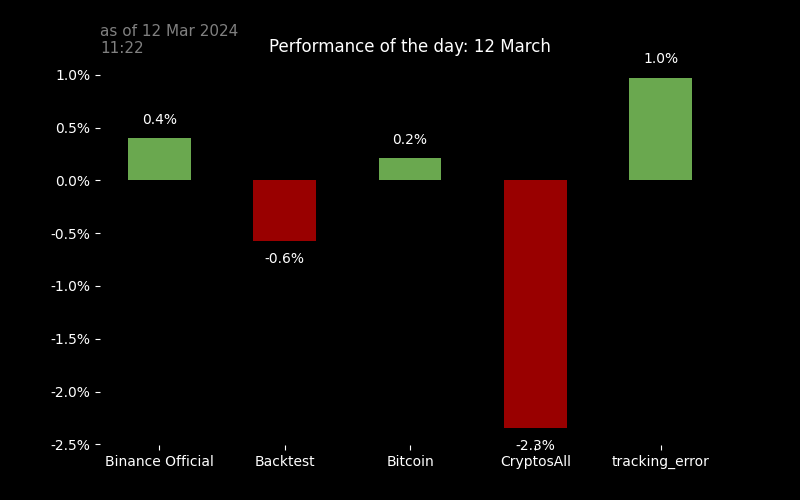 as of 12 Mar 2024
11:22
Performance of the day: 12 March
1.0%
0.5%
0.0%
-0.5%
-1.0%
-1.5%
-2.0%
-2.5%
0.4%
-0.6%
0.2%
-2.3%
1.0%
Binance Official
Backtest
Bitcoin
CryptosAll
tracking_error